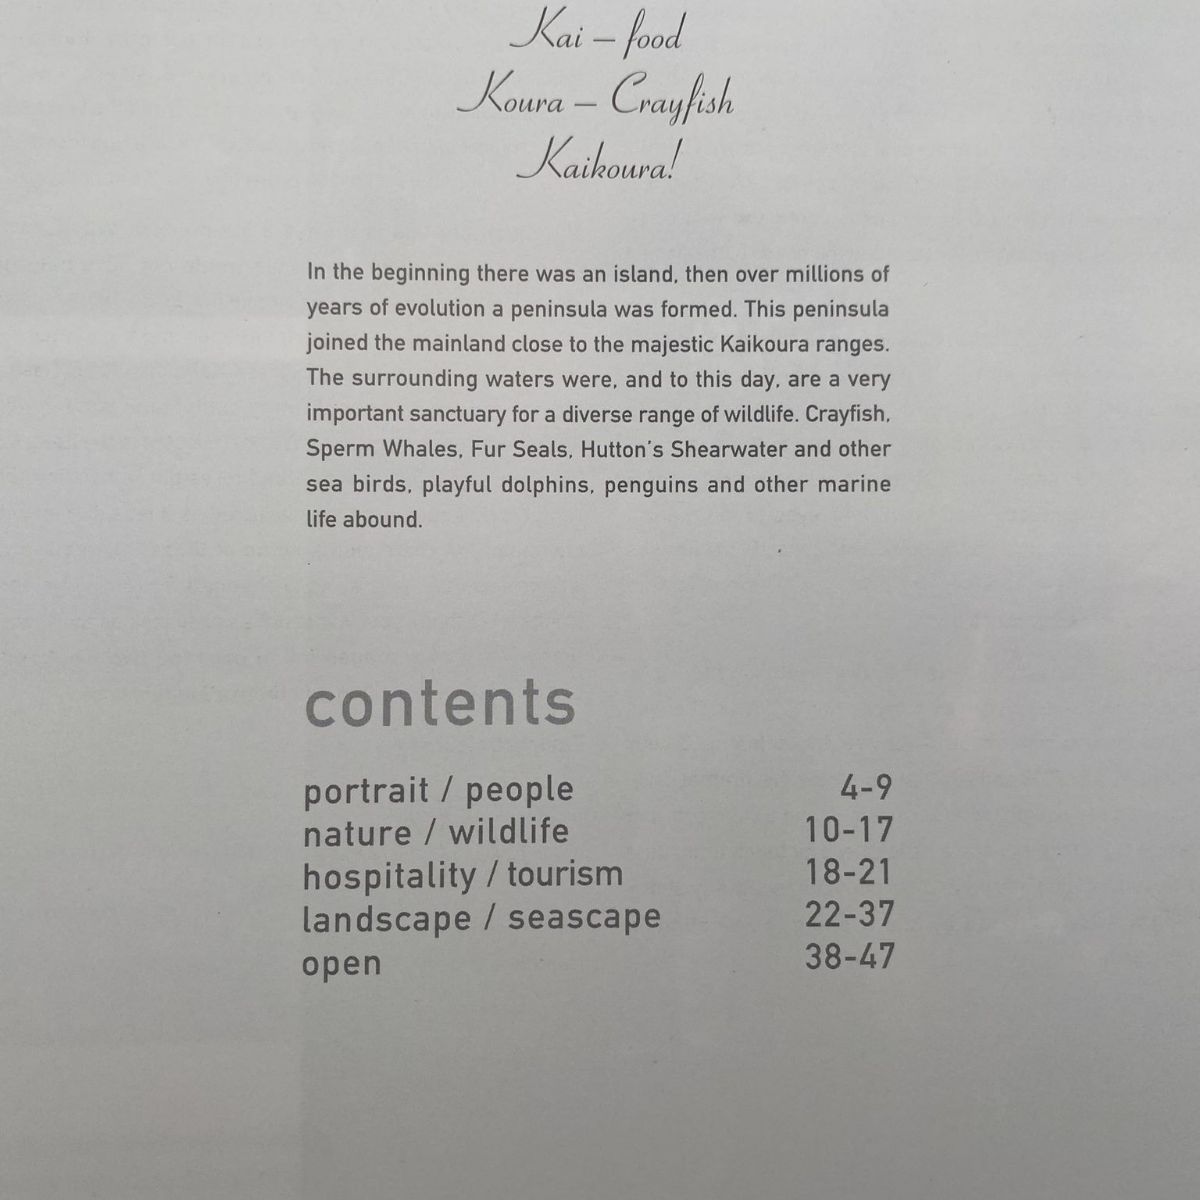 Kai – food
Koura – Crayfish
Kaikoura!
In the beginning there was an island, then over millions of
years of evolution a peninsula was formed. This peninsula
joined the mainland close to the majestic Kaikoura ranges.
The surrounding waters were, and to this day, are a very
important sanctuary for a diverse range of wildlife. Crayfish,
Sperm Whales, Fur Seals, Hutton's Shearwater and other
sea birds, playful dolphins, penguins and other marine
life abound.
contents
portrait / people 4-9
nature / wildlife 10-17
hospitality / tourism 18-21
landscape / seascape 22-37
open 38-47